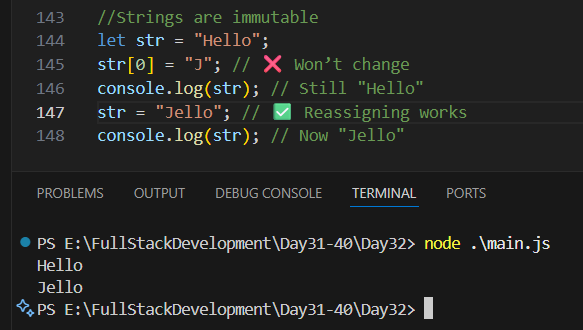 143 //Strings are immutable
144 let str = "Hello";
145 str[0] = "J"; // ❌ Won’t change
146 console.log(str); // Still "Hello"
147 str = "Jello"; // ✅ Reassigning works
148 console.log(str); // Now "Jello"
PROBLEMS OUTPUT DEBUG CONSOLE TERMINAL PORTS
PS E:\FullStackDevelopment\Day31-40\Day32> node .\main.js
Hello
Jello
PS E:\FullStackDevelopment\Day31-40\Day32>